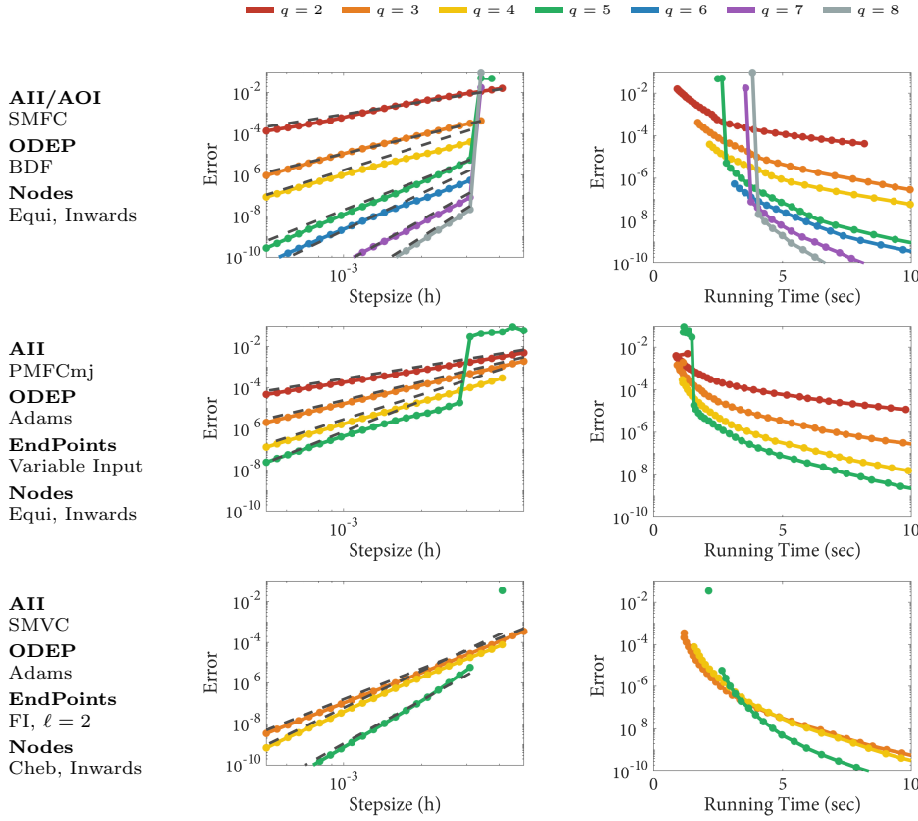 q = 2 q = 3 q = 4 q = 5 q = 6 q = 7 q = 8
AII/AOI
SMFC
ODEP
BDF
Nodes
Equi, Inwards
Error
10-2
10-4
10 6
10-8
10-10
10-3
Stepsize (h)
Error
10-2
10-4
10-6
10-8
10-10
0 5 10
Running Time (sec)
AII
PMFCmj
ODEP
Adams
EndPoints
Variable Input
Nodes
Equi, Inwards
Error
10-2
10-4
10-6
10-8
10-10
10-3
Stepsize (h)
Error
10-2
10-4
10-6
10-8
10-10
0 5 10
Running Time (sec)
AII
SMVC
ODEP
Adams
EndPoints
FI, ℓ = 2
Nodes
Cheb, Inwards
Error
10-2
10-4
10-6
10-8
10-10
10-3
Stepsize (h)
Error
10-2
10-4
10-6
10-8
10-10
0 5 10
Running Time (sec)